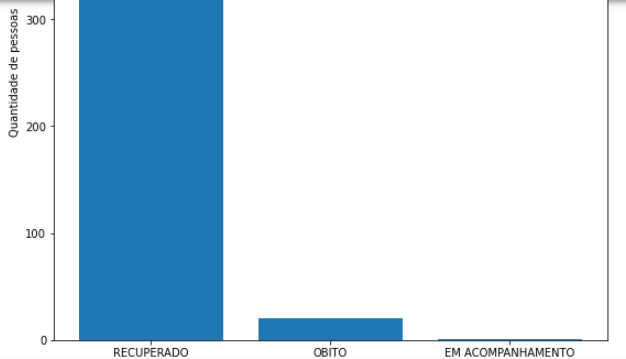 Quantidade de pessoas
300
200
100
0
RECUPERADO OBITO EM ACOMPANHAMENTO